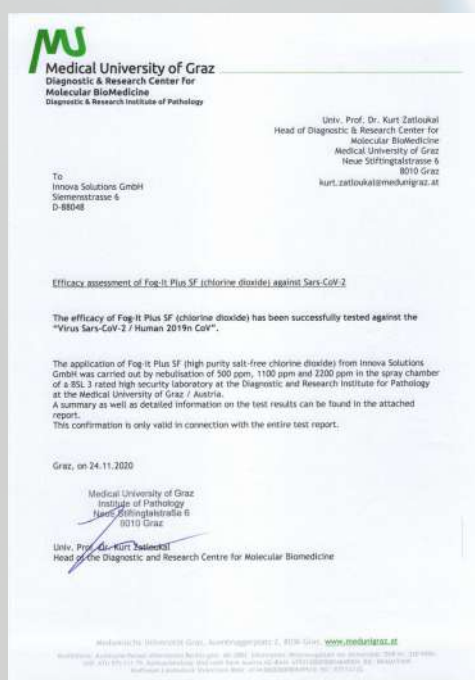 Medical University of Graz
Diagnostic & Research Center for
Molecular BioMedicine
Diagnostic & Research Institute of Pathology
Univ. Prof. Dr. Kurt Zatloukal
Head of Diagnostic & Research Center for
Molecular BioMedicine
Medical University of Graz
Neue Stiftingtalstrasse 6
8010 Graz
kurt.zatloukal@medunigraz.at
To
Innova Solutions GmbH
Siemensstrasse 6
D-88048
Efficacy assessment of Fog-It Plus SF (chlorine dioxide) against Sars-CoV-2
The efficacy of Fog-It Plus SF (chlorine dioxide) has been successfully tested against the
"Virus Sars-CoV-2 / Human 2019n CoV".
The application of Fog-It Plus SF (high purity salt-free chlorine dioxide) from Innova Solutions
GmbH was carried out by nebulisation of 500 ppm, 1100 ppm and 2200 ppm in the spray chamber
of a BSL 3 rated high security laboratory at the Diagnostic and Research Institute for Pathology
at the Medical University of Graz / Austria.
A summary as well as detailed information on the test results can be found in the attached
report.
This confirmation is only valid in connection with the entire test report.
Graz, on 24.11.2020
Medical University of Graz
Institute of Pathology
Neue Stiftingtalstraße 6
8010 Graz
Univ. Prof. Dr. Kurt Zatloukal
Head of the Diagnostic and Research Centre for Molecular Biomedicine
Medizinische Universität Graz, Auenbruggerplatz 2, 8036 Graz, www.medunigraz.at